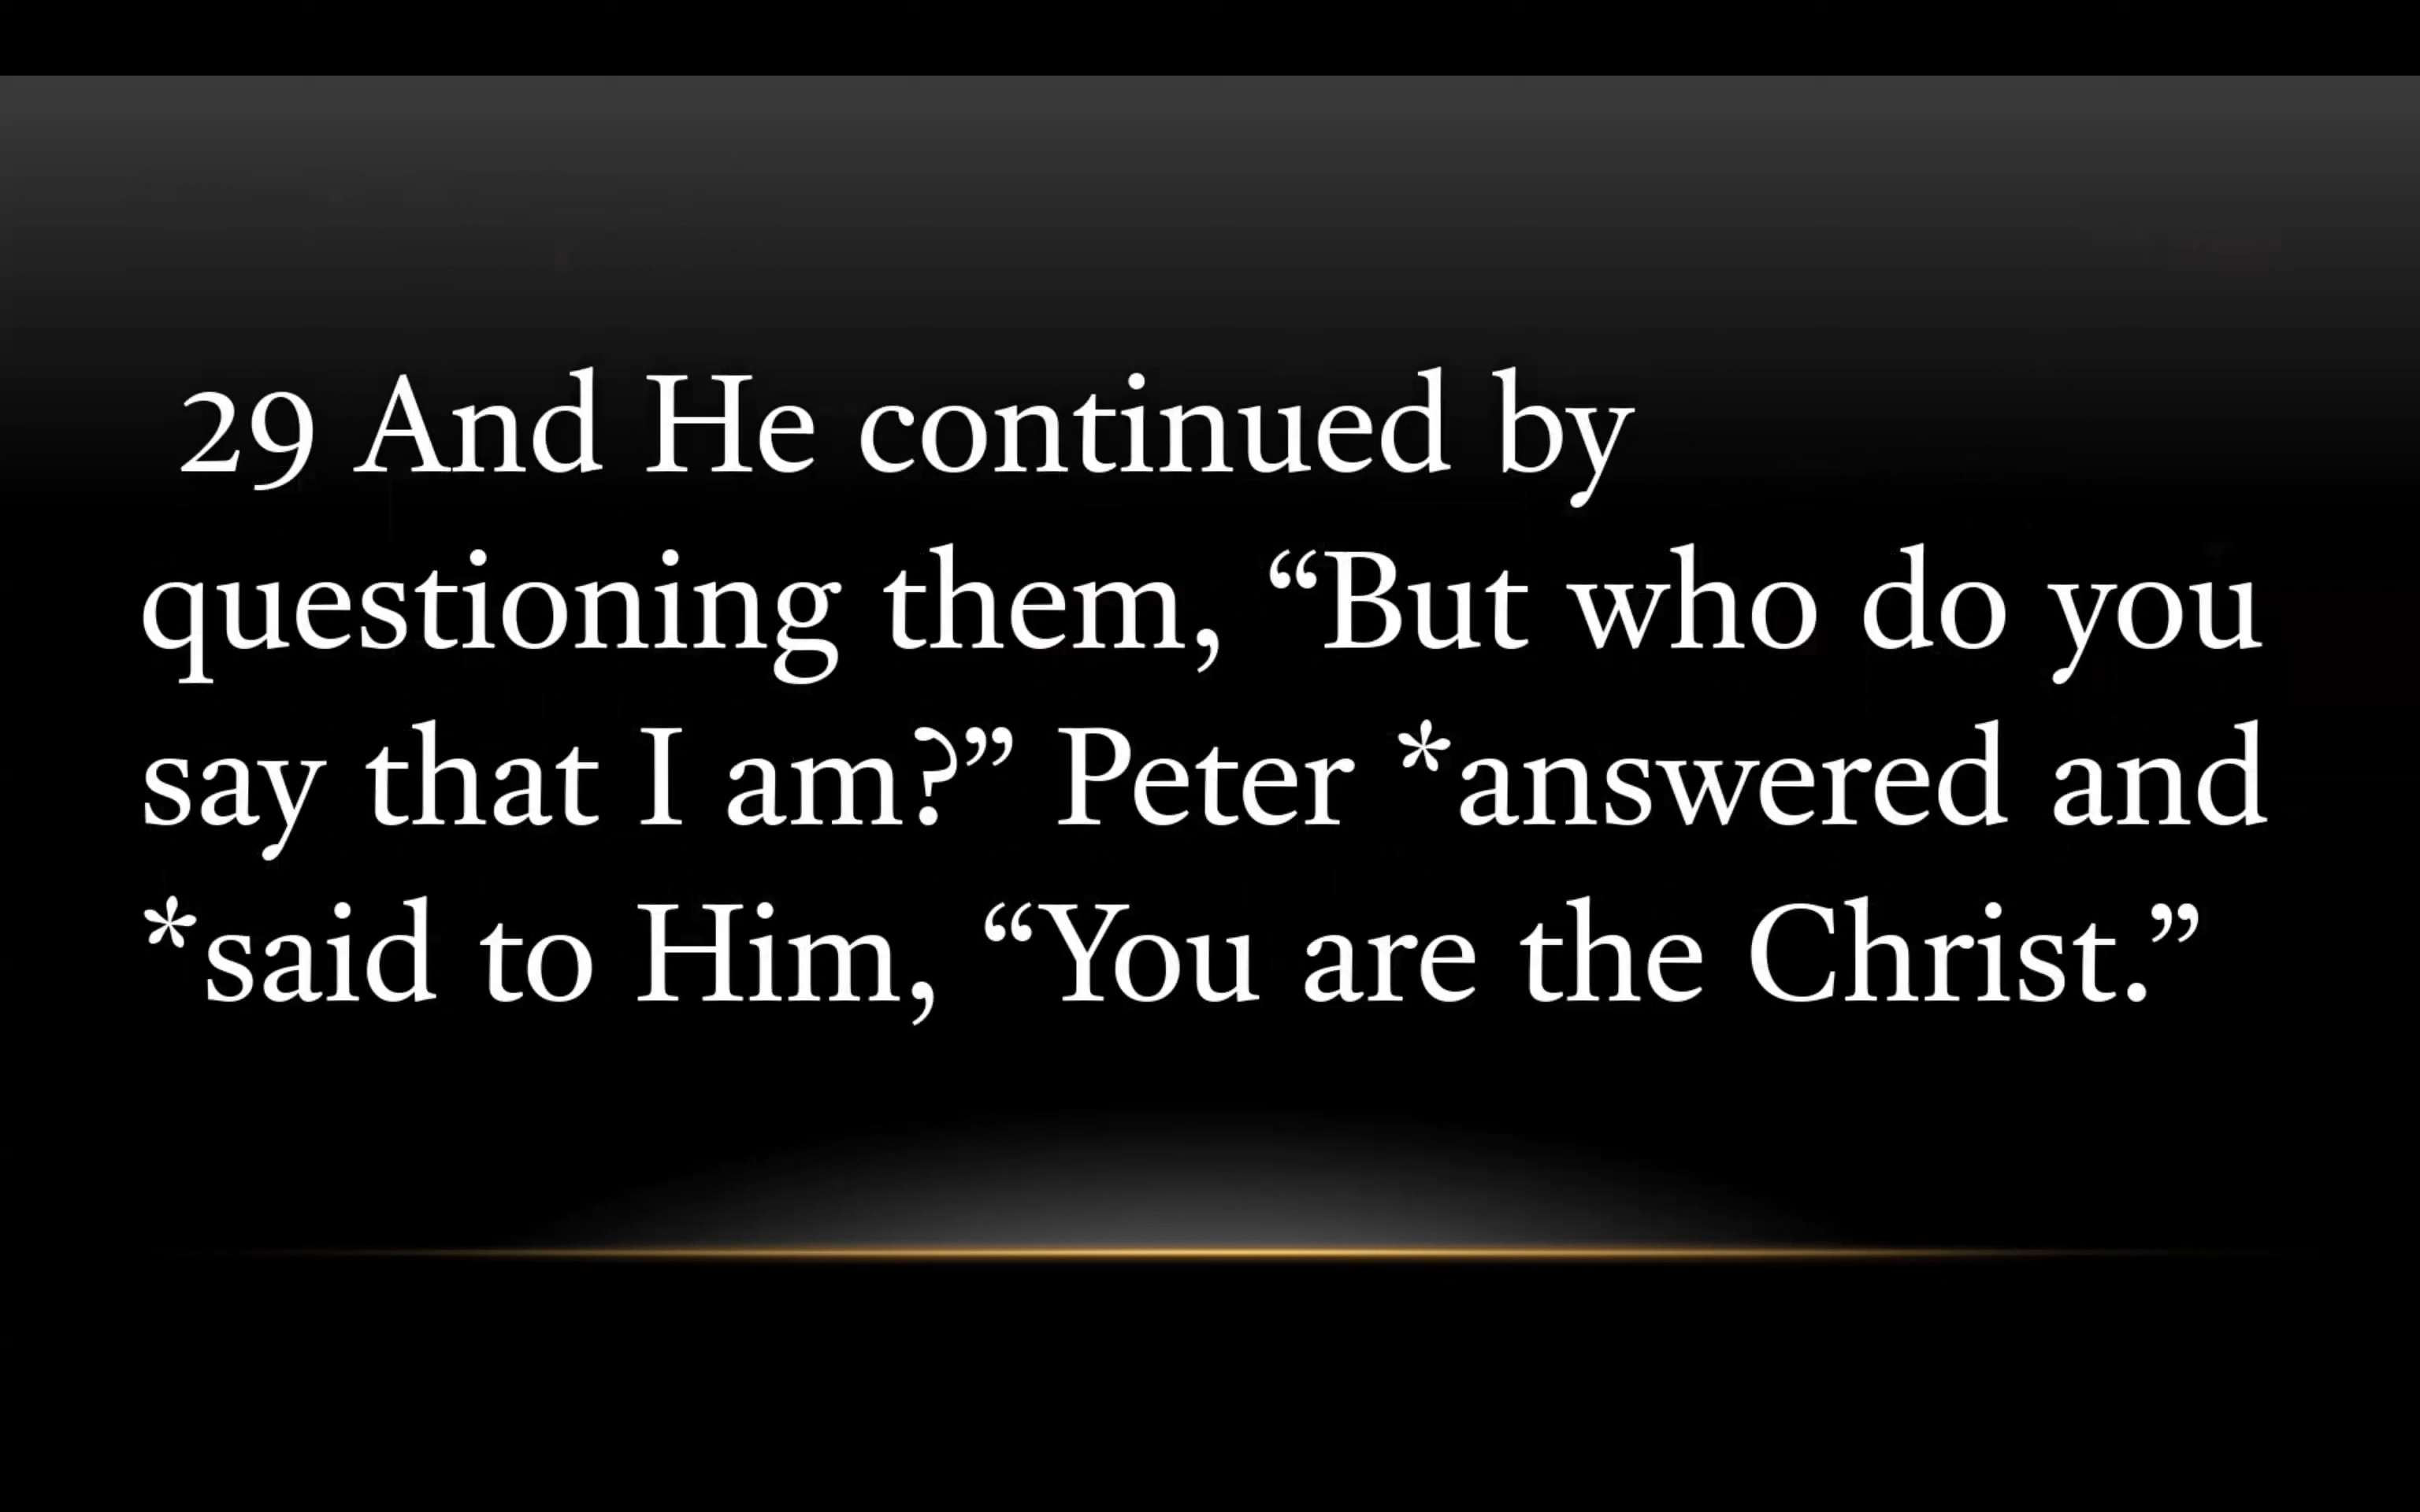 29 And He continued by
questioning them, “But who do you
say that I am?” Peter *answered and
*said to Him, “You are the Christ.”